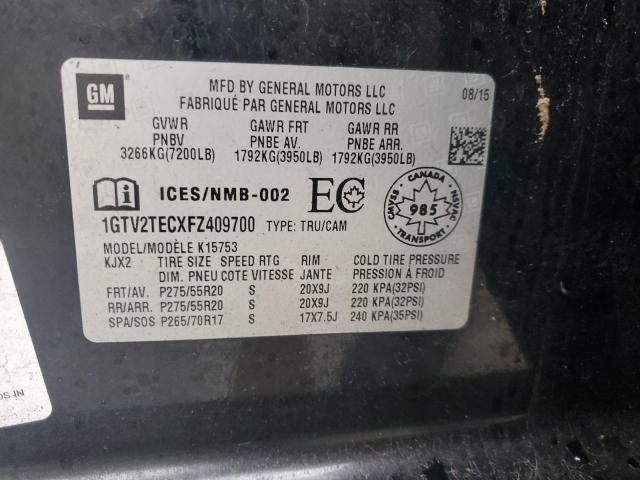 GM
MFD BY GENERAL MOTORS LLC
FABRIQUÉ PAR GENERAL MOTORS LLC
08/15
GVWR GAWR FRT GAWR RR
PNBV PNBE AV. PNBE ARR.
3266KG(7200LB) 1792KG(3950LB) 1792KG(3950LB)
ICES/NMB-002 EC
CANADA
CMVSS 985 NSVAC
TRANSPORT
1GTV2TECXFZ409700 TYPE: TRU/CAM
MODEL/MODÈLE K15753
KJX2 TIRE SIZE SPEED RTG RIM COLD TIRE PRESSURE
DIM. PNEU COTE VITESSE JANTE PRESSION À FROID
FRT/AV. P275/55R20 S 20X9J 220 KPA(32PSI)
RR/ARR. P275/55R20 S 20X9J 220 KPA(32PSI)
SPA/SOS P265/70R17 S 17X7.5J 240 KPA(35PSI)